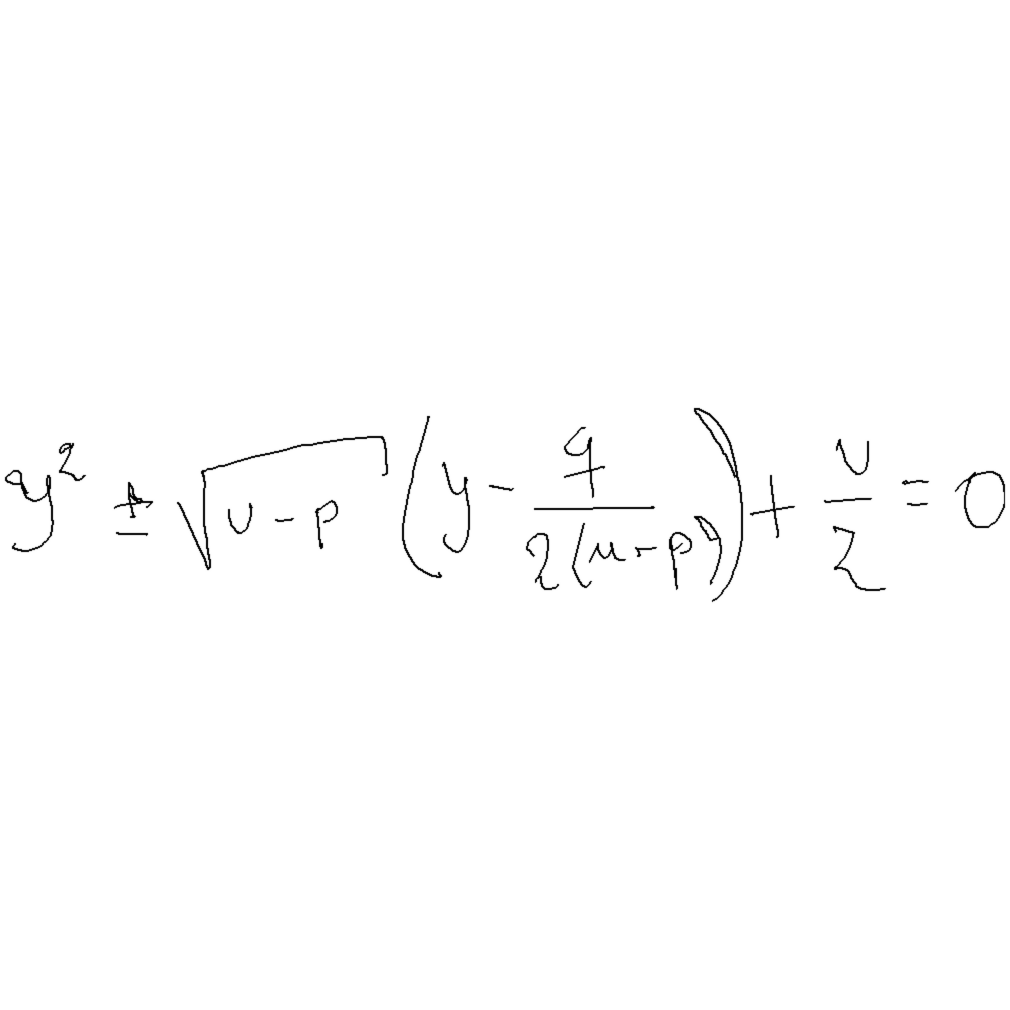 y² ± √(u-p) (y - q/(2(u-p))) + u/2 = 0